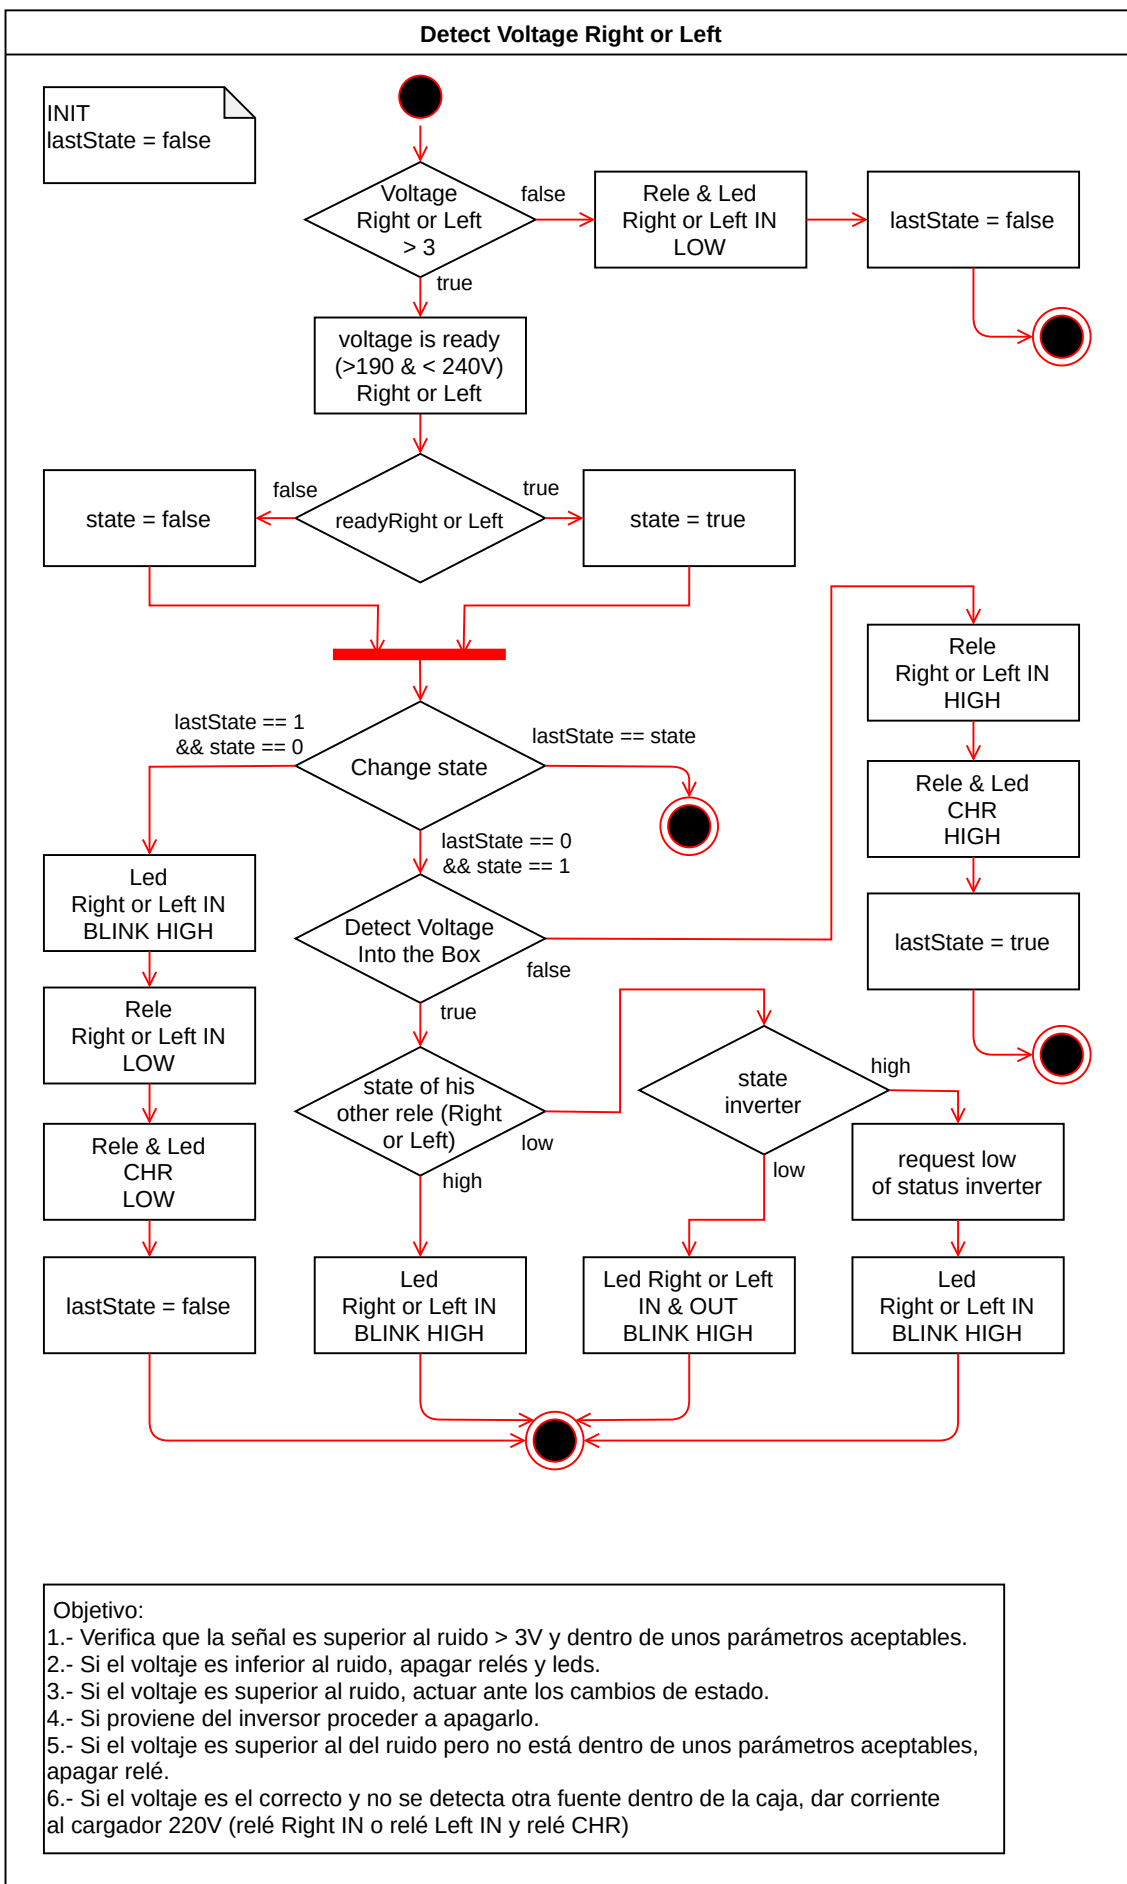 Detect Voltage Right or Left
INIT
lastState = false
Voltage
Right or Left
> 3
false
Rele & Led
Right or Left IN
LOW
lastState = false
true
voltage is ready
(>190 & < 240V)
Right or Left
false
true
state = false
readyRight or Left
state = true
Rele
Right or Left IN
HIGH
lastState == 1
&& state == 0
Change state
lastState == state
Rele & Led
CHR
HIGH
lastState == 0
&& state == 1
Led
Right or Left IN
BLINK HIGH
Detect Voltage
Into the Box
false
lastState = true
true
Rele
Right or Left IN
LOW
state of his
other rele (Right
or Left)
low
high
state
inverter
high
low
Rele & Led
CHR
LOW
request low
of status inverter
lastState = false
Led
Right or Left IN
BLINK HIGH
Led Right or Left
IN & OUT
BLINK HIGH
Led
Right or Left IN
BLINK HIGH
Objetivo:
1.- Verifica que la señal es superior al ruido > 3V y dentro de unos parámetros aceptables.
2.- Si el voltaje es inferior al ruido, apagar relés y leds.
3.- Si el voltaje es superior al ruido, actuar ante los cambios de estado.
4.- Si proviene del inversor proceder a apagarlo.
5.- Si el voltaje es superior al del ruido pero no está dentro de unos parámetros aceptables,
apagar relé.
6.- Si el voltaje es el correcto y no se detecta otra fuente dentro de la caja, dar corriente
al cargador 220V (relé Right IN o relé Left IN y relé CHR)